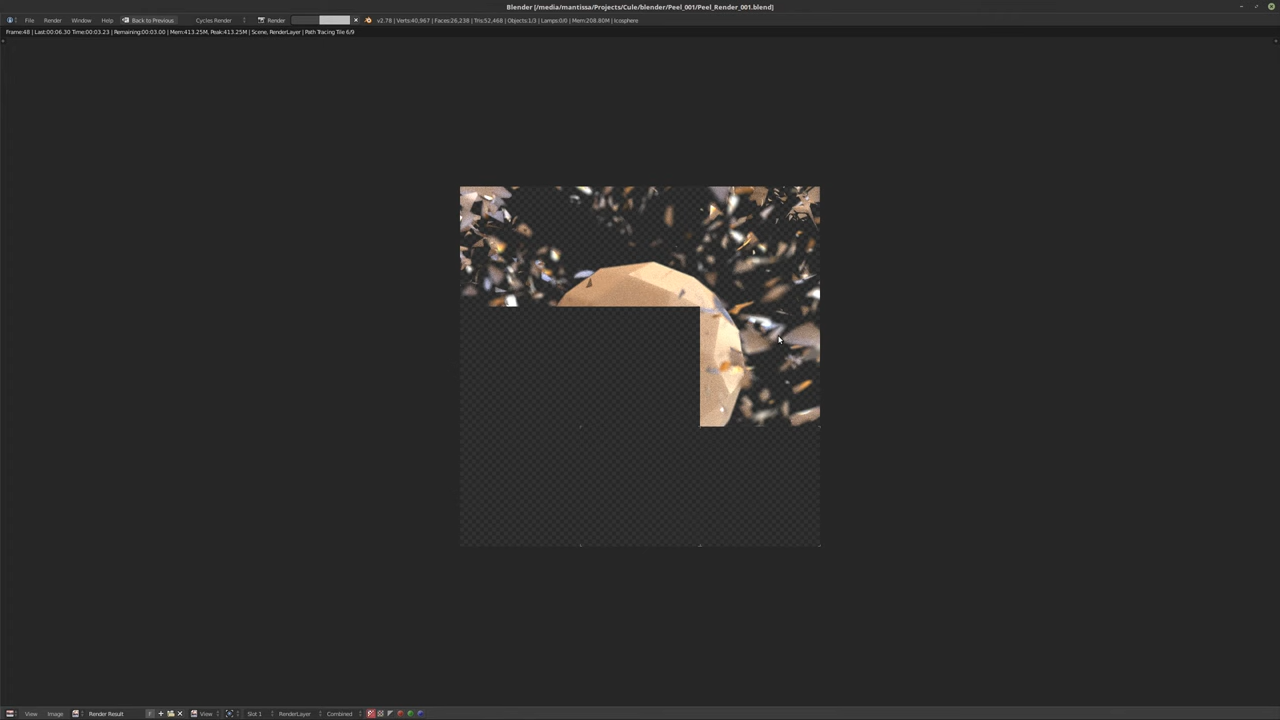 Blender [/media/mantissa/Projects/Cule/blender/Peel_001/Peel_Render_001.blend]
File Render Window Help Back to Previous Cycles Render Render v2.78 | Verts:40,967 | Faces:26,238 | Tris:52,468 | Objects:1/3 | Lamps:0/0 | Mem:208.80M | Icosphere
Frame:48 | Last:00:06.30 Time:00:03.23 | Remaining:00:03.00 | Mem:413.25M, Peak:413.25M | Scene, RenderLayer | Path Tracing Tile 6/9
View Image Render Result F View Slot 1 RenderLayer Combined